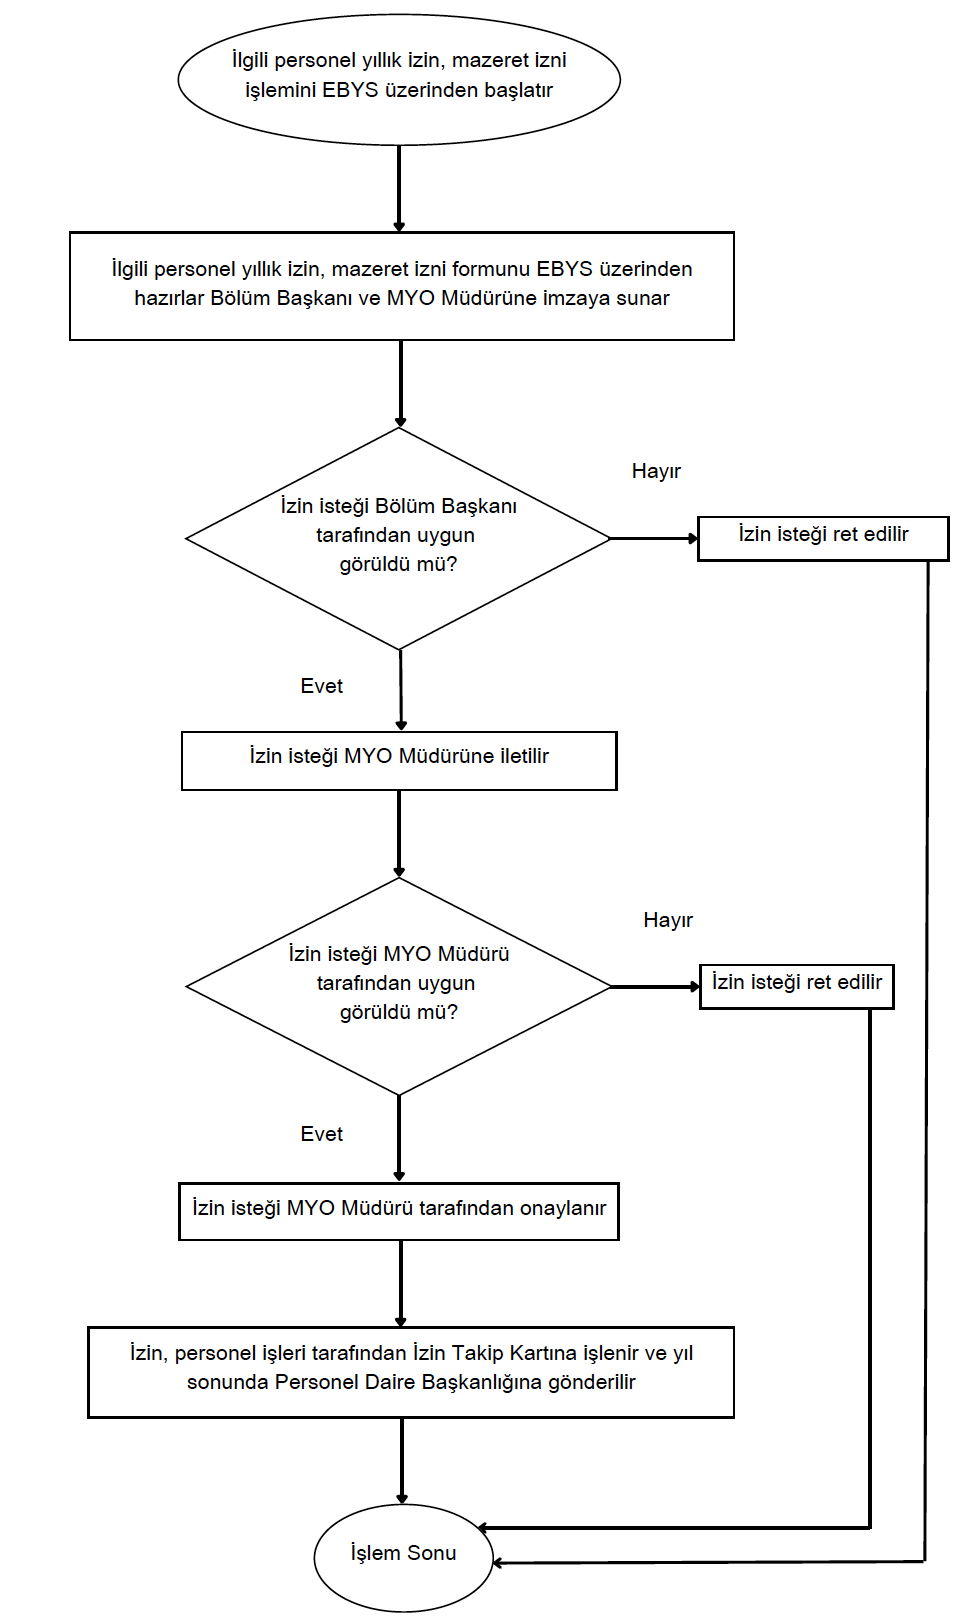 İlgili personel yıllık izin, mazeret izni
işlemini EBYS üzerinden başlatır
İlgili personel yıllık izin, mazeret izni formunu EBYS üzerinden
hazırlar Bölüm Başkanı ve MYO Müdürüne imzaya sunar
Hayır
İzin isteği Bölüm Başkanı
tarafından uygun
görüldü mü?
İzin isteği ret edilir
Evet
İzin isteği MYO Müdürüne iletilir
Hayır
İzin isteği MYO Müdürü
tarafından uygun
görüldü mü?
İzin isteği ret edilir
Evet
İzin isteği MYO Müdürü tarafından onaylanır
İzin, personel işleri tarafından İzin Takip Kartına işlenir ve yıl
sonunda Personel Daire Başkanlığına gönderilir
İşlem Sonu